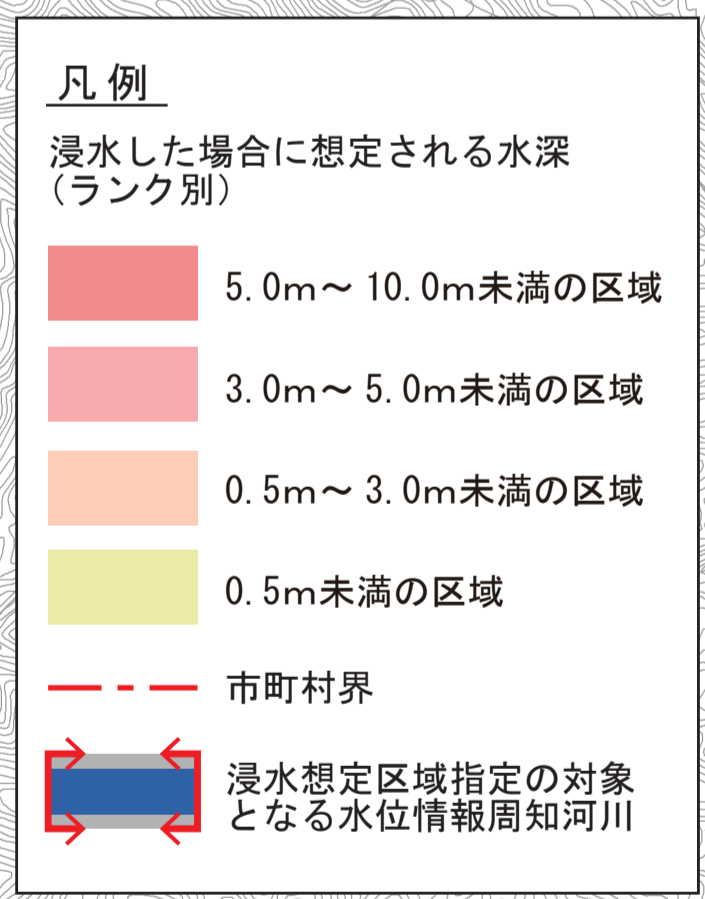 凡例
浸水した場合に想定される水深
(ランク別)
5.0m～10.0m未満の区域
3.0m～5.0m未満の区域
0.5m～3.0m未満の区域
0.5m未満の区域
市町村界
浸水想定区域指定の対象
となる水位情報周知河川